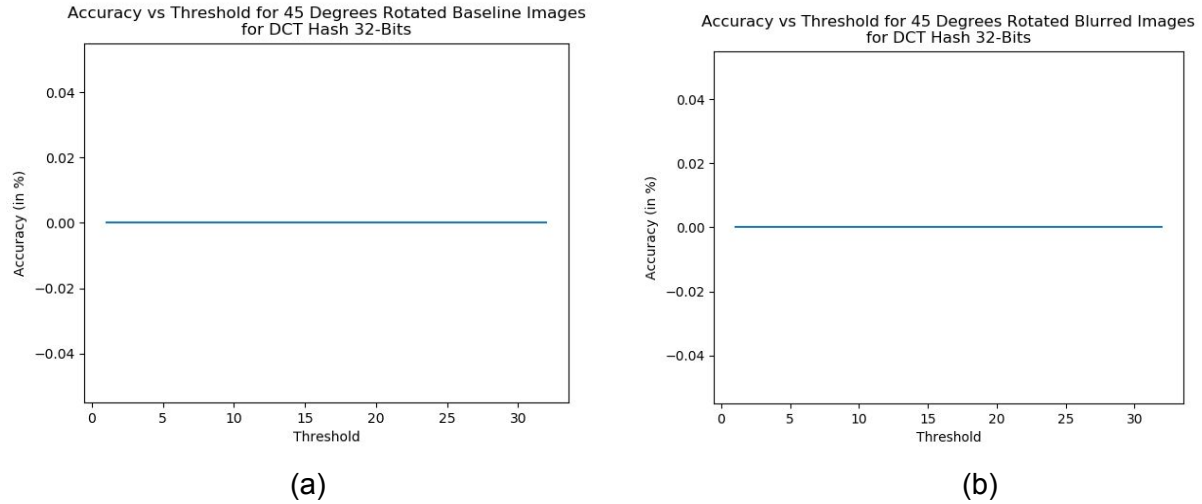 Accuracy vs Threshold for 45 Degrees Rotated Baseline Images
for DCT Hash 32-Bits
Accuracy (in %)
0.04
0.02
0.00
−0.02
−0.04
0 5 10 15 20 25 30
Threshold
(a)
Accuracy vs Threshold for 45 Degrees Rotated Blurred Images
for DCT Hash 32-Bits
Accuracy (in %)
0.04
0.02
0.00
−0.02
−0.04
0 5 10 15 20 25 30
Threshold
(b)